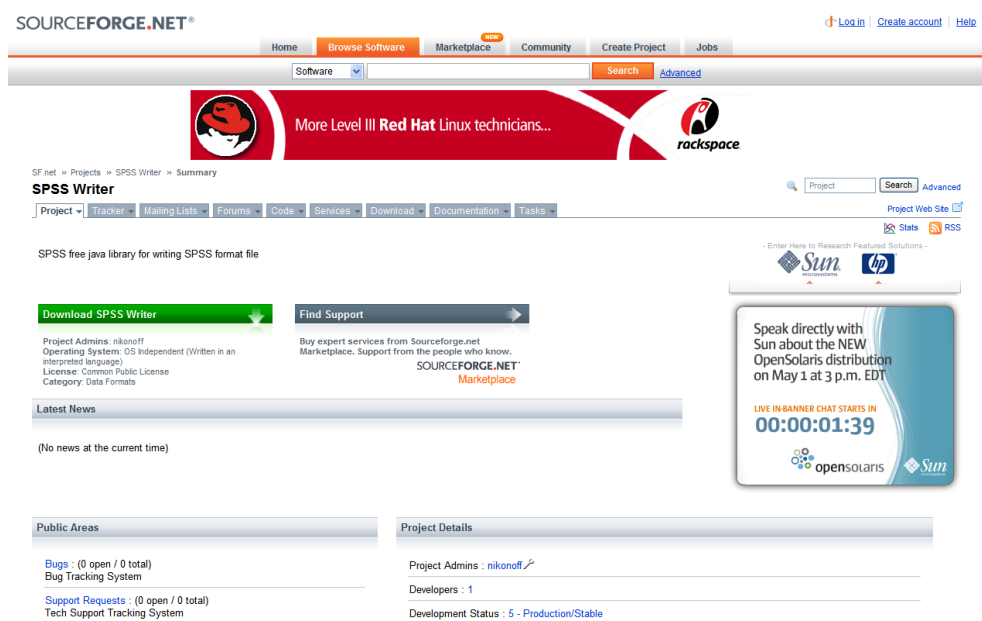 SOURCEFORGE.NET®
Log in Create account Help
NEW
Home Browse Software Marketplace Community Create Project Jobs
Software Search Advanced
More Level III Red Hat Linux technicians...
rackspace
SF.net » Projects » SPSS Writer » Summary
SPSS Writer
Project Search Advanced
Project Tracker Mailing Lists Forums Code Services Download Documentation Tasks
Project Web Site
Stats RSS
SPSS free java library for writing SPSS format file
- Enter Here to Research Featured Solutions -
Sun microsystems hp
Download SPSS Writer
Project Admins: nikonoff
Operating System: OS Independent (Written in an
interpreted language)
License: Common Public License
Category: Data Formats
Find Support
Buy expert services from Sourceforge.net
Marketplace. Support from the people who know.
SOURCEFORGE.NET
Marketplace
Speak directly with
Sun about the NEW
OpenSolaris distribution
on May 1 at 3 p.m. EDT
LIVE IN-BANNER CHAT STARTS IN
00:00:01:39
opensolaris
Sun
Latest News
(No news at the current time)
Public Areas
Bugs : (0 open / 0 total)
Bug Tracking System
Support Requests : (0 open / 0 total)
Tech Support Tracking System
Project Details
Project Admins : nikonoff
Developers : 1
Development Status : 5 - Production/Stable